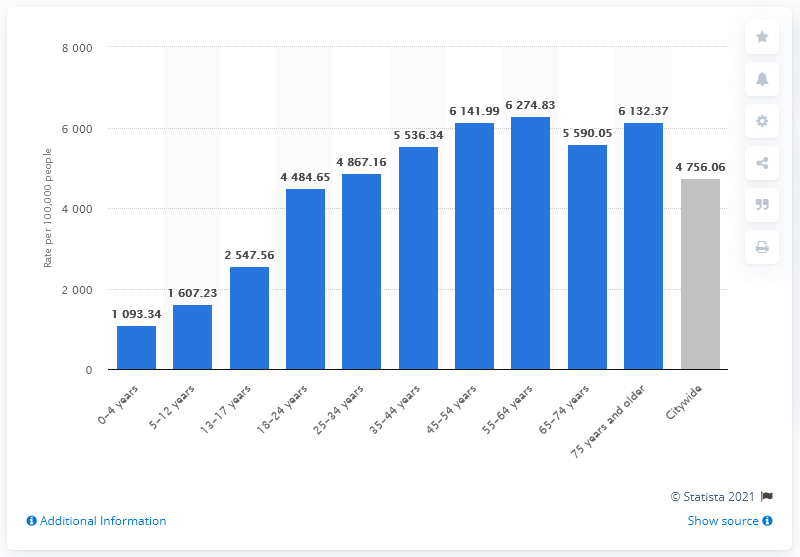 8 000
6 000
4 000
2 000
0
Rate per 100,000 people
1 093.34
1 607.23
2 547.56
4 484.65
4 867.16
5 536.34
6 141.99
6 274.83
5 590.05
6 132.37
4 756.06
0–4 years
5–12 years
13–17 years
18–24 years
25–34 years
35–44 years
45–54 years
55–64 years
65–74 years
75 years and older
Citywide
© Statista 2021
Additional Information
Show source